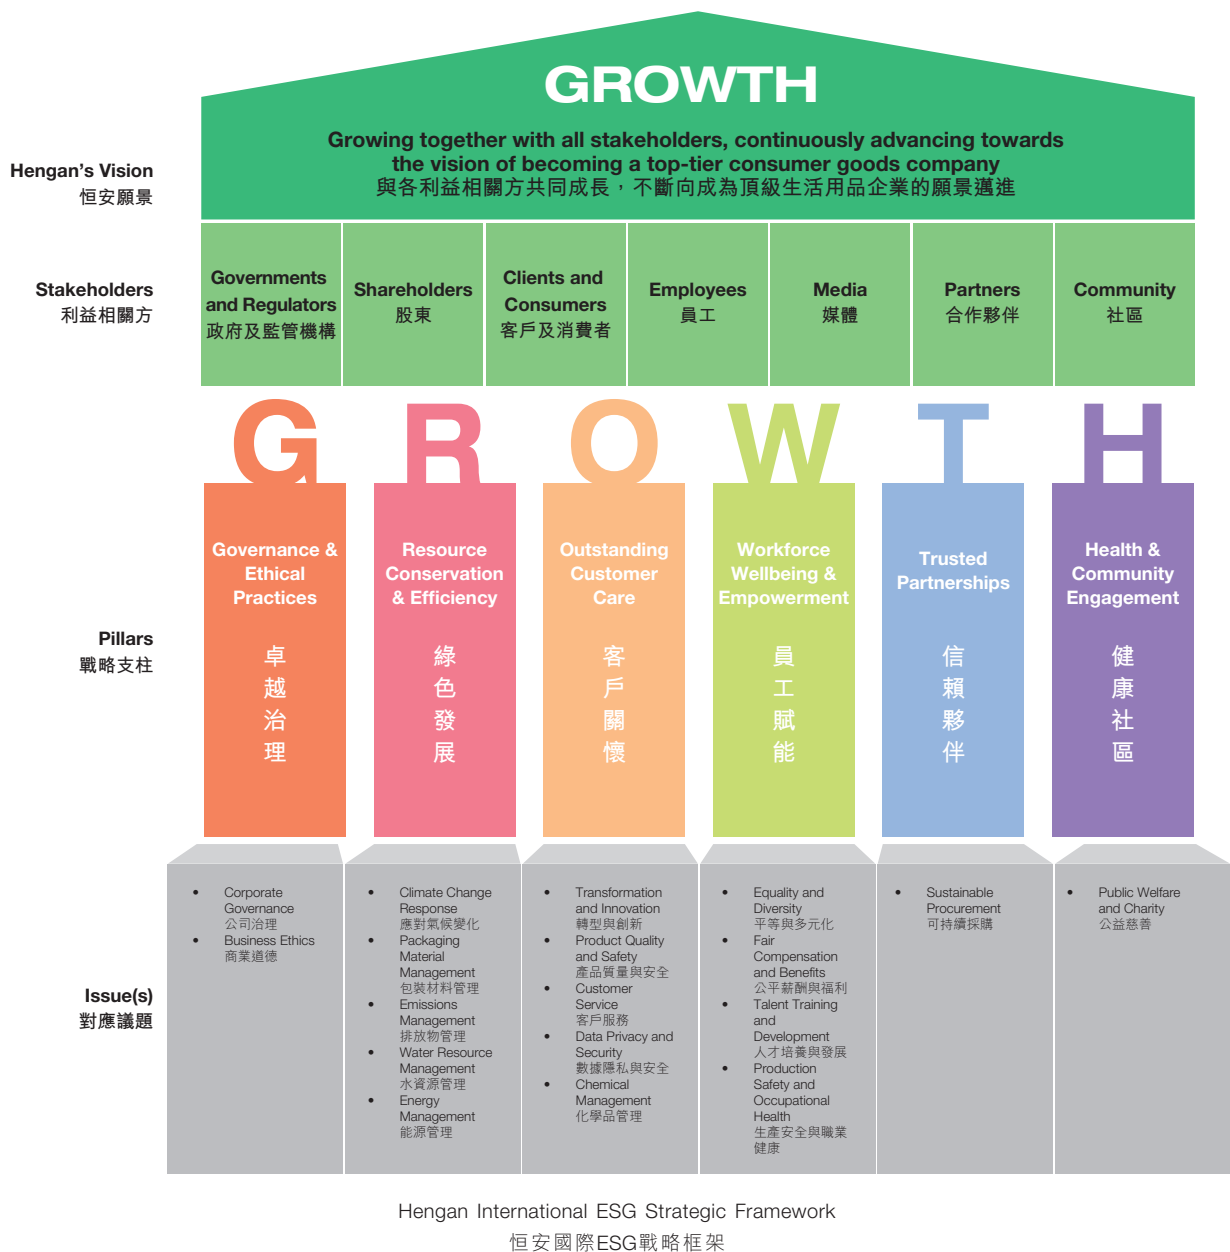 GROWTH
Growing together with all stakeholders, continuously advancing towards
the vision of becoming a top-tier consumer goods company
與各利益相關方共同成長，不斷向成為頂級生活用品企業的願景邁進
Hengan's Vision
恒安願景
Stakeholders
利益相關方
Governments
and Regulators
政府及監管機構
Shareholders
股東
Clients and
Consumers
客戶及消費者
Employees
員工
Media
媒體
Partners
合作夥伴
Community
社區
G
R
O
W
T
H
Pillars
戰略支柱
Governance &
Ethical
Practices
卓
越
治
理
Resource
Conservation
& Efficiency
綠
色
發
展
Outstanding
Customer
Care
客
戶
關
懷
Workforce
Wellbeing &
Empowerment
員
工
賦
能
Trusted
Partnerships
信
賴
夥
伴
Health &
Community
Engagement
健
康
社
區
Issue(s)
對應議題
• Corporate
Governance
公司治理
• Business Ethics
商業道德
• Climate Change
Response
應對氣候變化
• Packaging
Material
Management
包裝材料管理
• Emissions
Management
排放物管理
• Water Resource
Management
水資源管理
• Energy
Management
能源管理
• Transformation
and Innovation
轉型與創新
• Product Quality
and Safety
產品質量與安全
• Customer
Service
客戶服務
• Data Privacy and
Security
數據隱私與安全
• Chemical
Management
化學品管理
• Equality and
Diversity
平等與多元化
• Fair
Compensation
and Benefits
公平薪酬與福利
• Talent Training
and
Development
人才培養與發展
• Production
Safety and
Occupational
Health
生產安全與職業
健康
• Sustainable
Procurement
可持續採購
• Public Welfare
and Charity
公益慈善
Hengan International ESG Strategic Framework
恒安國際ESG戰略框架